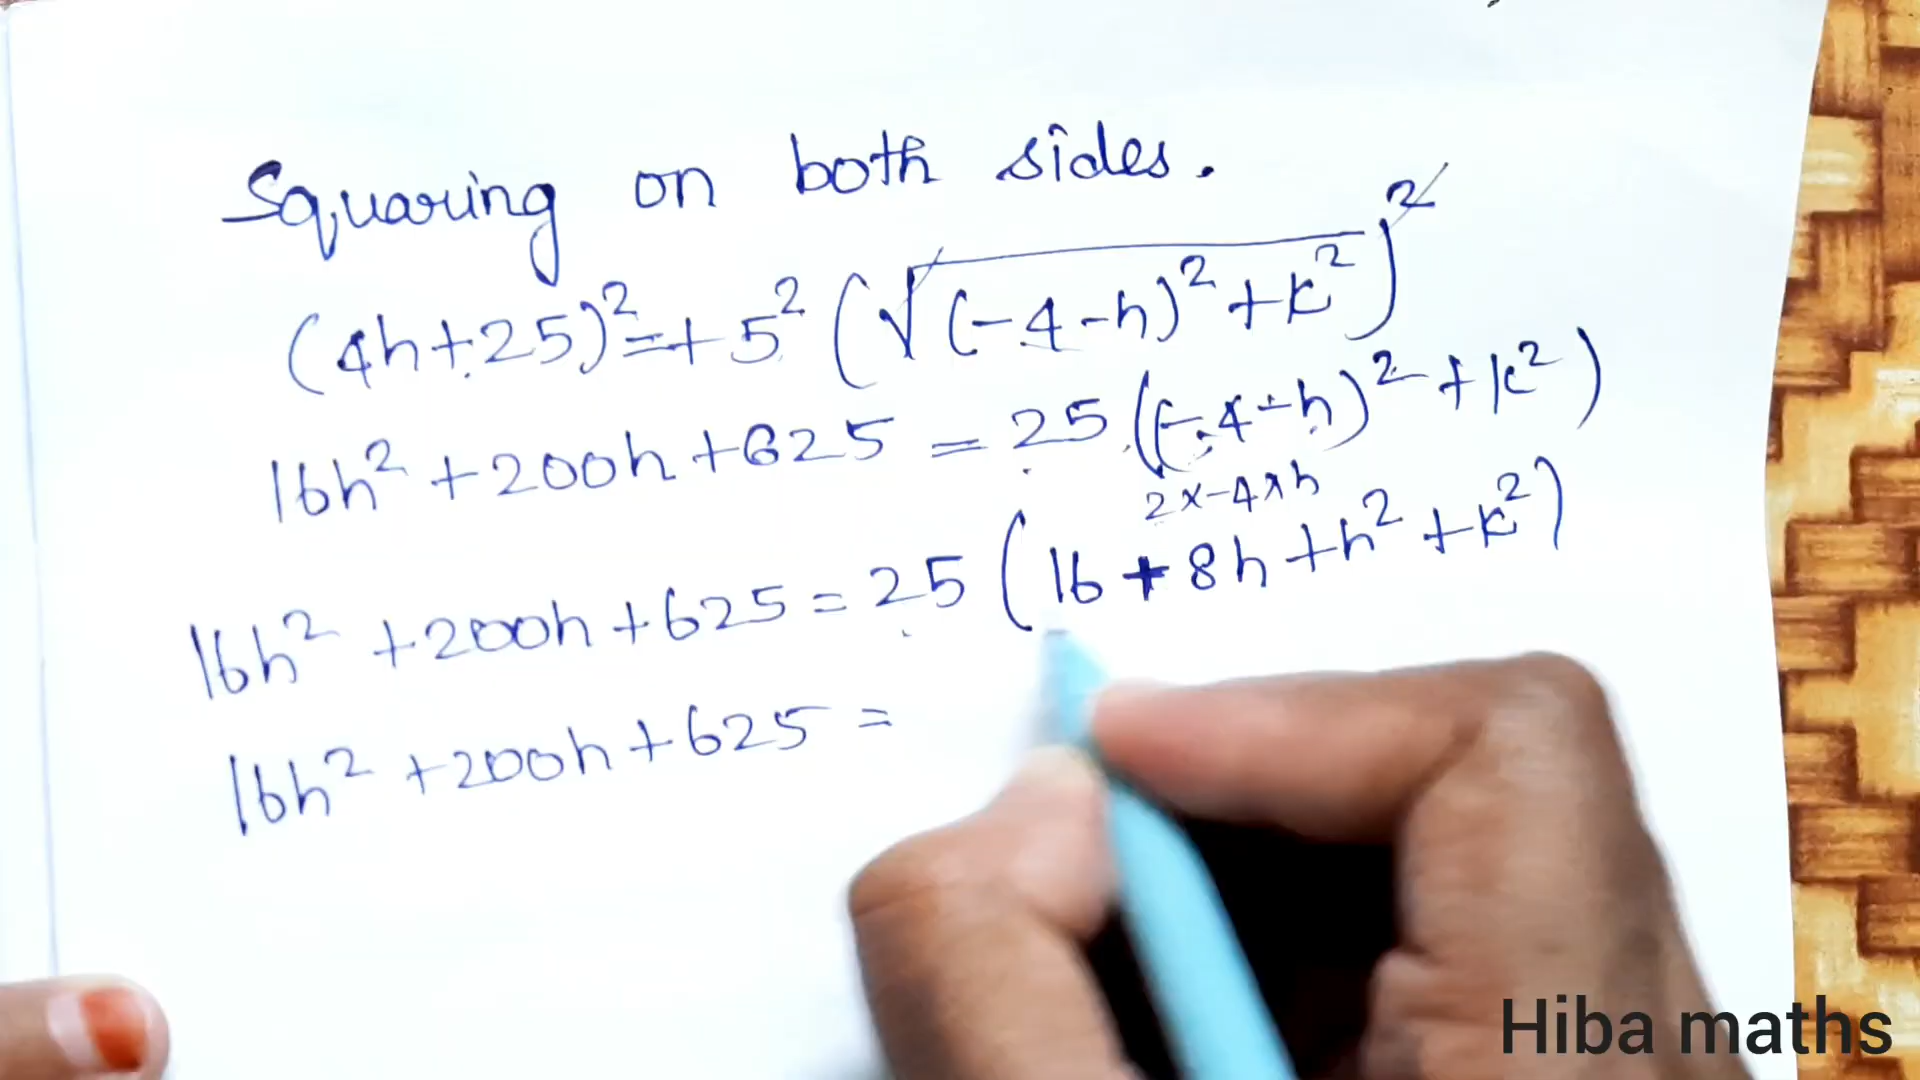 Squaring on both sides.
(4h+25)²=+5²(√(-4-h)²+k²)²
16h²+200h+625 = 25((-4-h)²+k²)
2×-4×h
16h²+200h+625=25(16+8h+h²+k²)
16h²+200h+625=
Hiba maths